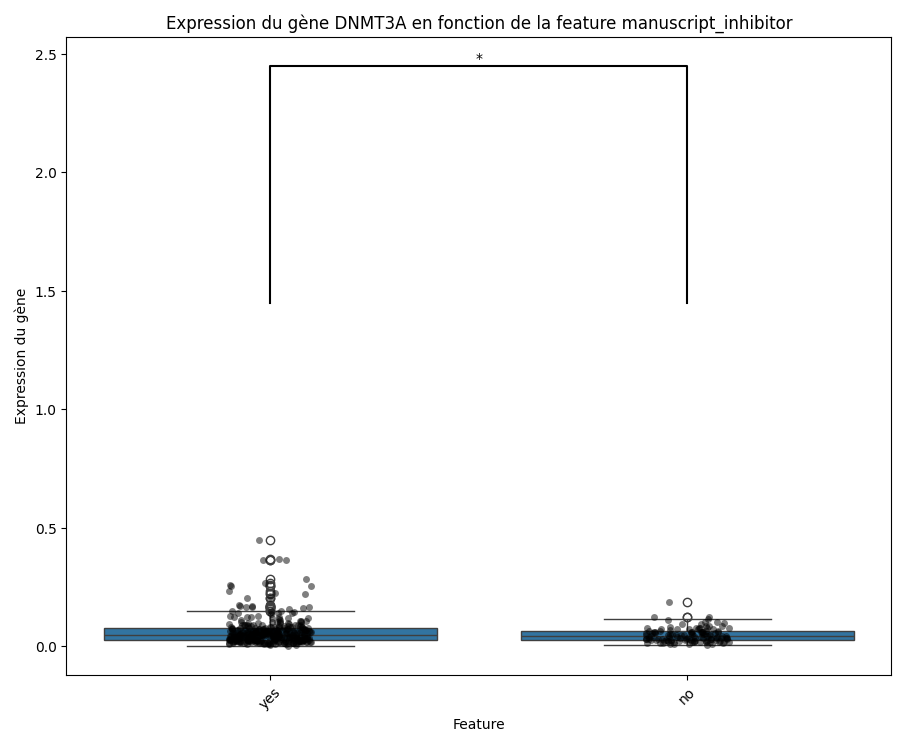 Expression du gène DNMT3A en fonction de la feature manuscript_inhibitor
2.5
*
2.0
1.5
Expression du gène
1.0
0.5
0.0
yes
no
Feature